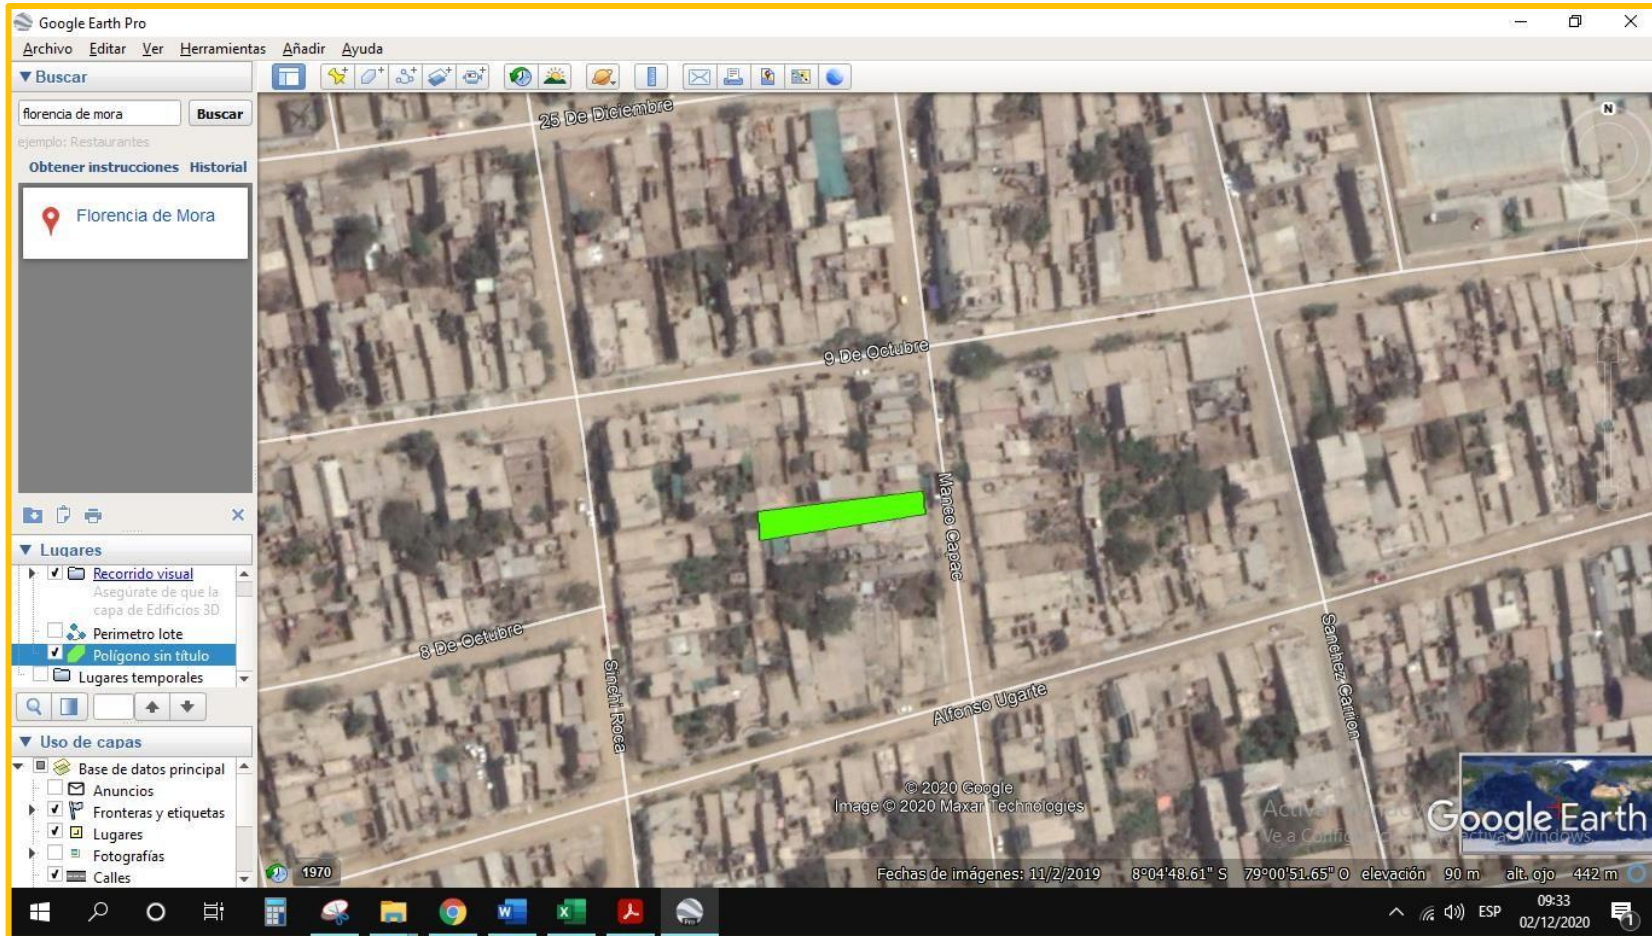 Google Earth Pro
Archivo Editar Ver Herramientas Añadir Ayuda
Buscar
florencia de mora
Buscar
ejemplo: Restaurantes
Obtener instrucciones Historial
Florencia de Mora
Lugares
Recorrido visual
Asegúrate de que la
capa de Edificios 3D
Perimetro lote
Polígono sin título
Lugares temporales
Uso de capas
Base de datos principal
Anuncios
Fronteras y etiquetas
Lugares
Fotografías
Calles
N
25 De Diciembre
9 De Octubre
Manco Capac
8 De Octubre
Sinchi Roca
Alfonso Ugarte
Sanchez Carrion
© 2020 Google
Image © 2020 Maxar Technologies
Google Earth
1970
Fechas de imágenes: 11/2/2019 8°04'48.61" S 79°00'51.65" O elevación 90 m alt. ojo 442 m
ESP
09:33
02/12/2020
1